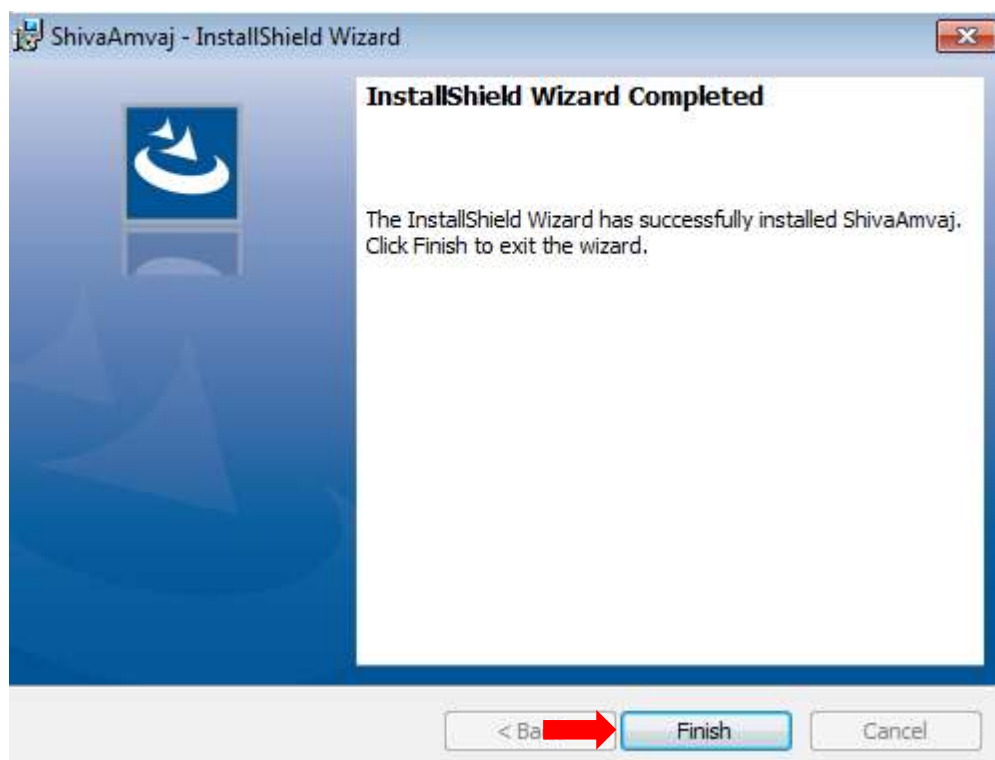 ShivaAmvaj - InstallShield Wizard
InstallShield Wizard Completed
The InstallShield Wizard has successfully installed ShivaAmvaj.
Click Finish to exit the wizard.
< Ba
Finish
Cancel